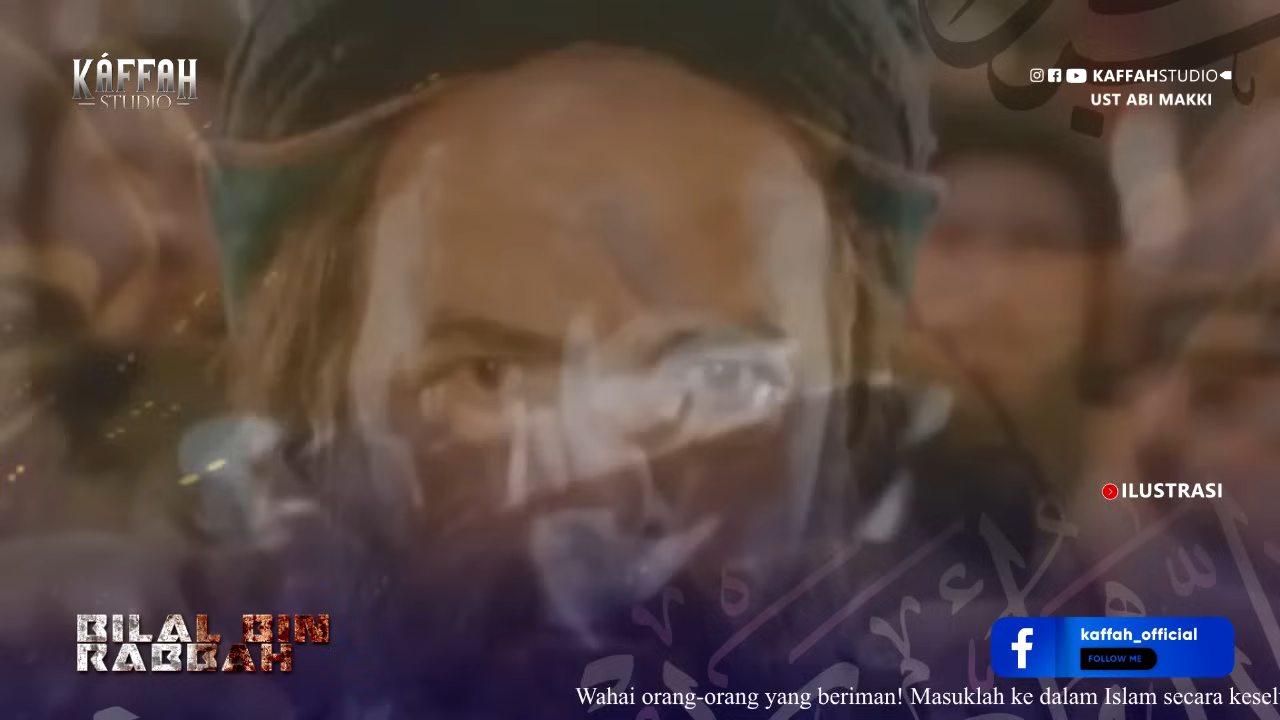 KÁFFAH
STUDIO
KAFFAHSTUDIO
UST ABI MAKKI
ILUSTRASI
BILAL BIN
RABBAH
kaffah_official
FOLLOW ME
Wahai orang-orang yang beriman! Masuklah ke dalam Islam secara kesel